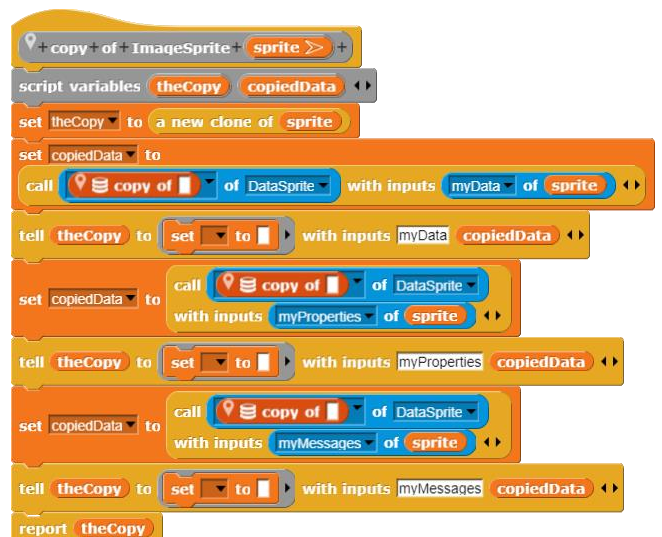 + copy + of + ImageSprite + sprite +
script variables theCopy copiedData
set theCopy to a new clone of sprite
set copiedData to
call copy of of DataSprite with inputs myData of sprite
tell theCopy to set to with inputs myData copiedData
call copy of of DataSprite
set copiedData to
with inputs myProperties of sprite
tell theCopy to set to with inputs myProperties copiedData
call copy of of DataSprite
set copiedData to
with inputs myMessages of sprite
tell theCopy to set to with inputs myMessages copiedData
report theCopy